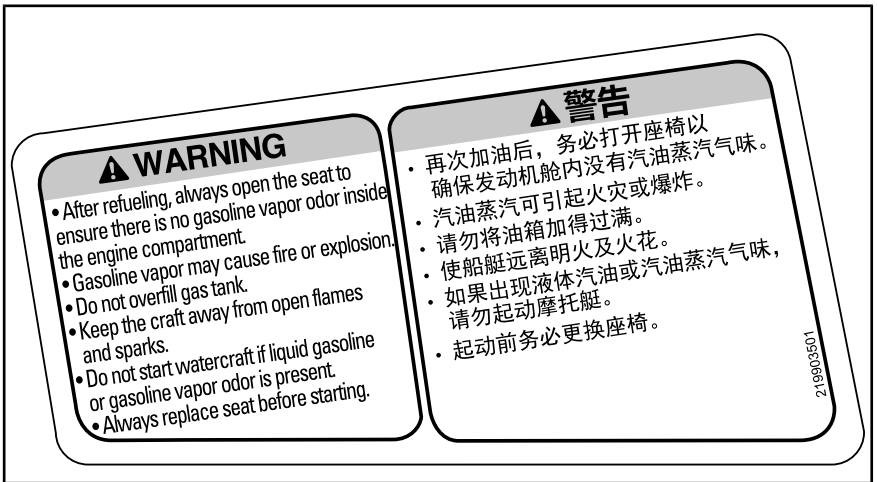 WARNING
• After refueling, always open the seat to
ensure there is no gasoline vapor odor inside
the engine compartment.
• Gasoline vapor may cause fire or explosion.
• Do not overfill gas tank.
• Keep the craft away from open flames
and sparks.
• Do not start watercraft if liquid gasoline
or gasoline vapor odor is present.
• Always replace seat before starting.
警告
· 再次加油后，务必打开座椅以
确保发动机舱内没有汽油蒸汽气味。
· 汽油蒸汽可引起火灾或爆炸。
· 请勿将油箱加得过满。
· 使船艇远离明火及火花。
· 如果出现液体汽油或汽油蒸汽气味，
请勿起动摩托艇。
· 起动前务必更换座椅。
219903501